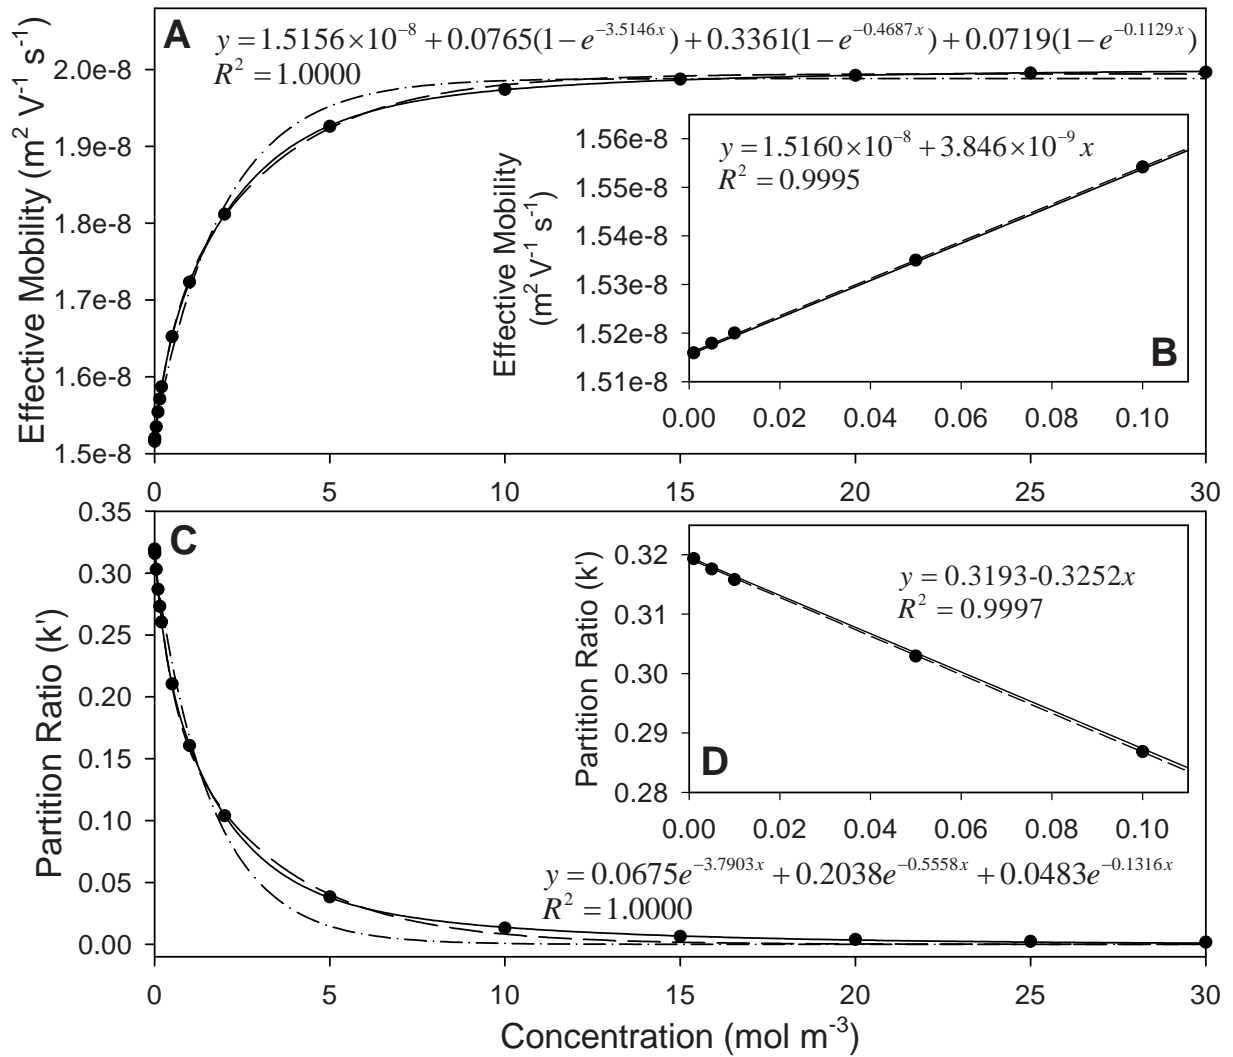 A
y = 1.5156×10⁻⁸ + 0.0765(1−e^−3.5146x) + 0.3361(1−e^−0.4687x) + 0.0719(1−e^−0.1129x)
R² = 1.0000
Effective Mobility (m² V⁻¹ s⁻¹)
2.0e-8
1.9e-8
1.8e-8
1.7e-8
1.6e-8
1.5e-8
0 5 10 15 20 25 30
Effective Mobility
(m² V⁻¹ s⁻¹)
1.56e-8
1.55e-8
1.54e-8
1.53e-8
1.52e-8
1.51e-8
y = 1.5160×10⁻⁸ + 3.846×10⁻⁹ x
R² = 0.9995
B
0.00 0.02 0.04 0.06 0.08 0.10
C
Partition Ratio (k')
0.35
0.30
0.25
0.20
0.15
0.10
0.05
0.00
Partition Ratio (k')
0.32
0.31
0.30
0.29
0.28
y = 0.3193-0.3252x
R² = 0.9997
D
0.00 0.02 0.04 0.06 0.08 0.10
y = 0.0675e^−3.7903x + 0.2038e^−0.5558x + 0.0483e^−0.1316x
R² = 1.0000
0 5 10 15 20 25 30
Concentration (mol m⁻³)